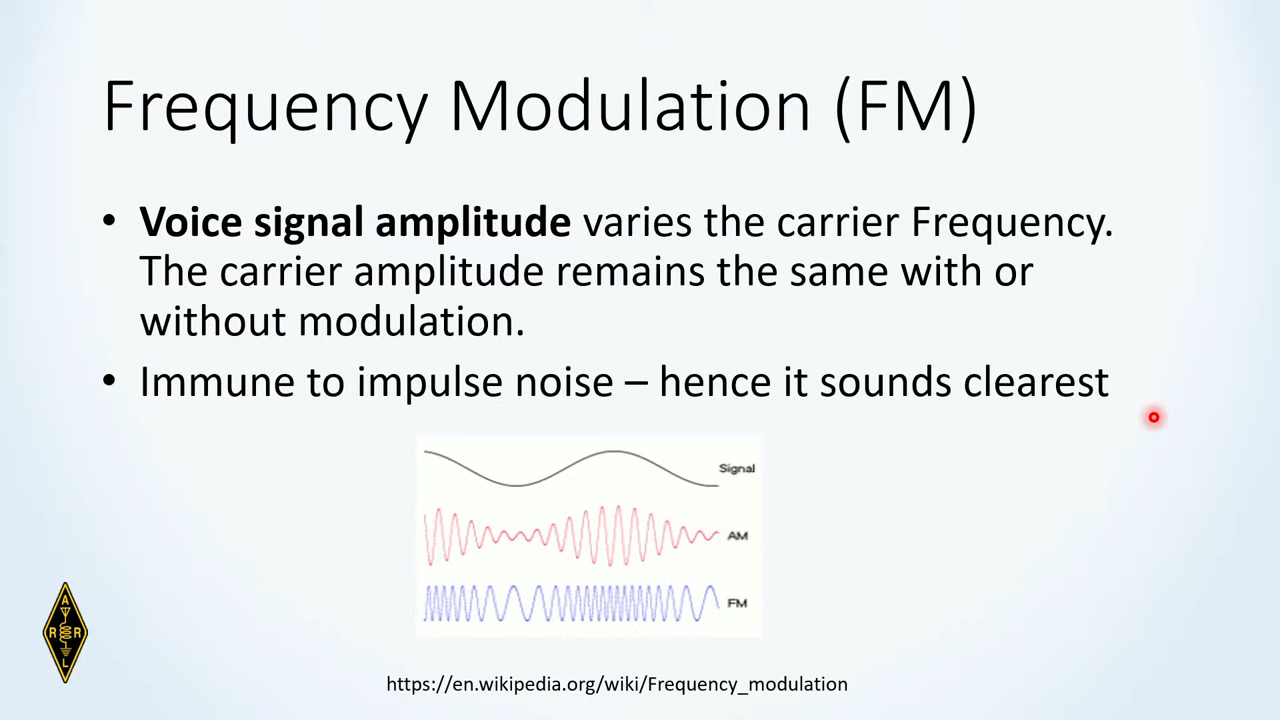 Frequency Modulation (FM)
• Voice signal amplitude varies the carrier Frequency.
The carrier amplitude remains the same with or
without modulation.
• Immune to impulse noise – hence it sounds clearest
Signal
AM
FM
A
R R
L
https://en.wikipedia.org/wiki/Frequency_modulation